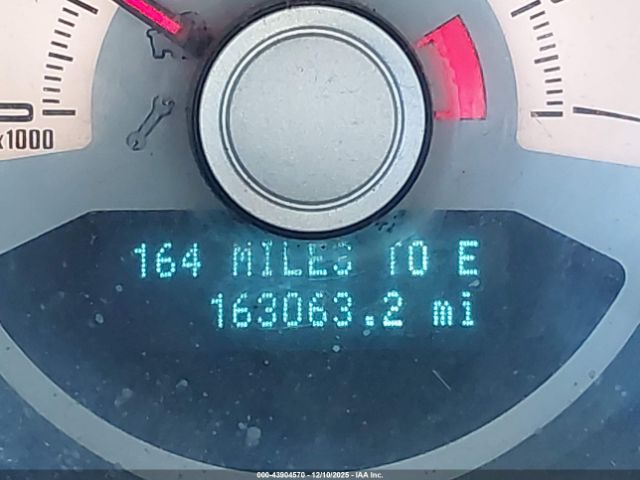 x1000
164 MILES TO E
163063.2 mi
000-43904570 - 12/10/2025 - IAA Inc.